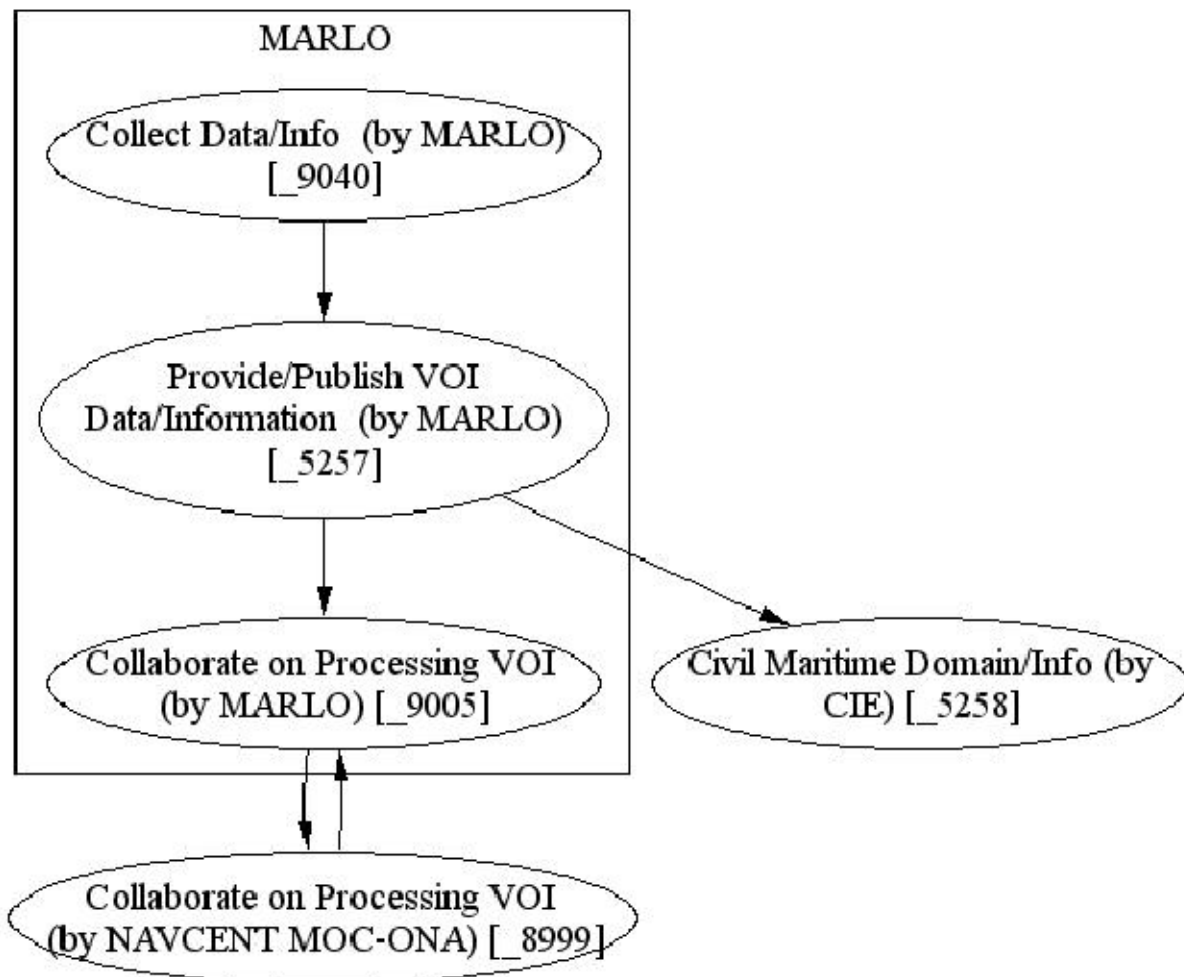 MARLO
Collect Data/Info (by MARLO)
[_9040]
Provide/Publish VOI
Data/Information (by MARLO)
[_5257]
Collaborate on Processing VOI
(by MARLO) [_9005]
Civil Maritime Domain/Info (by
CIE) [_5258]
Collaborate on Processing VOI
(by NAVCENT MOC-ONA) [_8999]